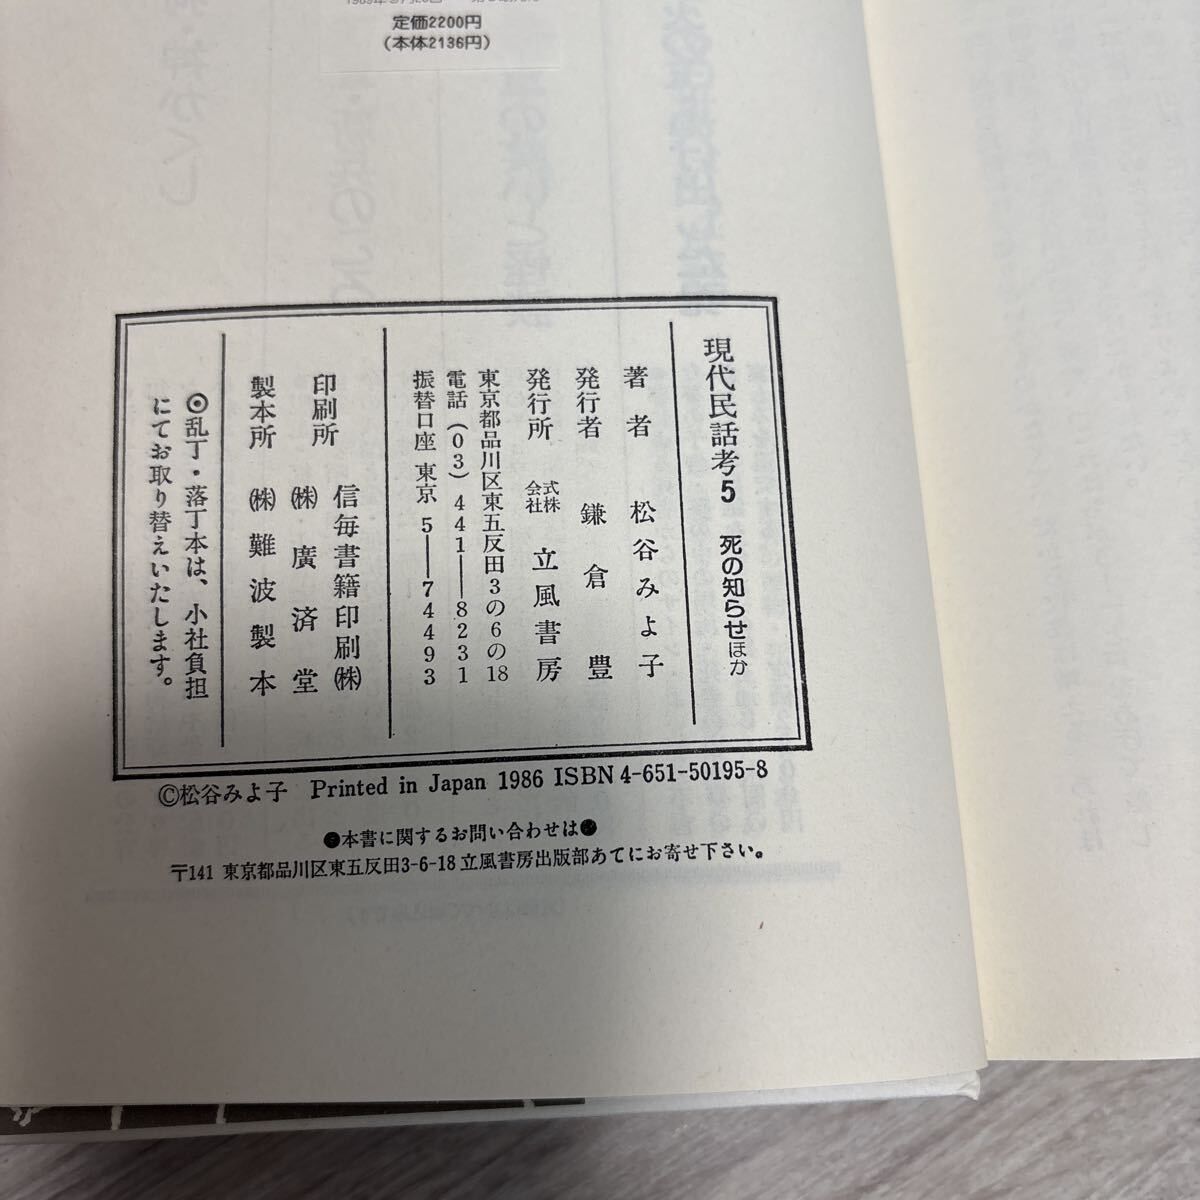 定価2200円
(本体2136円)
現代民話考5 死の知らせほか
著者 松谷みよ子
発行者 鎌倉豊
発行所 株式会社 立風書房
東京都品川区東五反田3の6の18
電話(03)441―8231
振替口座 東京5―74493
印刷所 信毎書籍印刷㈱
㈱廣済堂
製本所 ㈱難波製本
◎乱丁・落丁本は、小社負担
にてお取り替えいたします。
©松谷みよ子 Printed in Japan 1986 ISBN4-651-50195-8
●本書に関するお問い合わせは●
〒141 東京都品川区東五反田3-6-18立風書房出版部あてにお寄せ下さい。